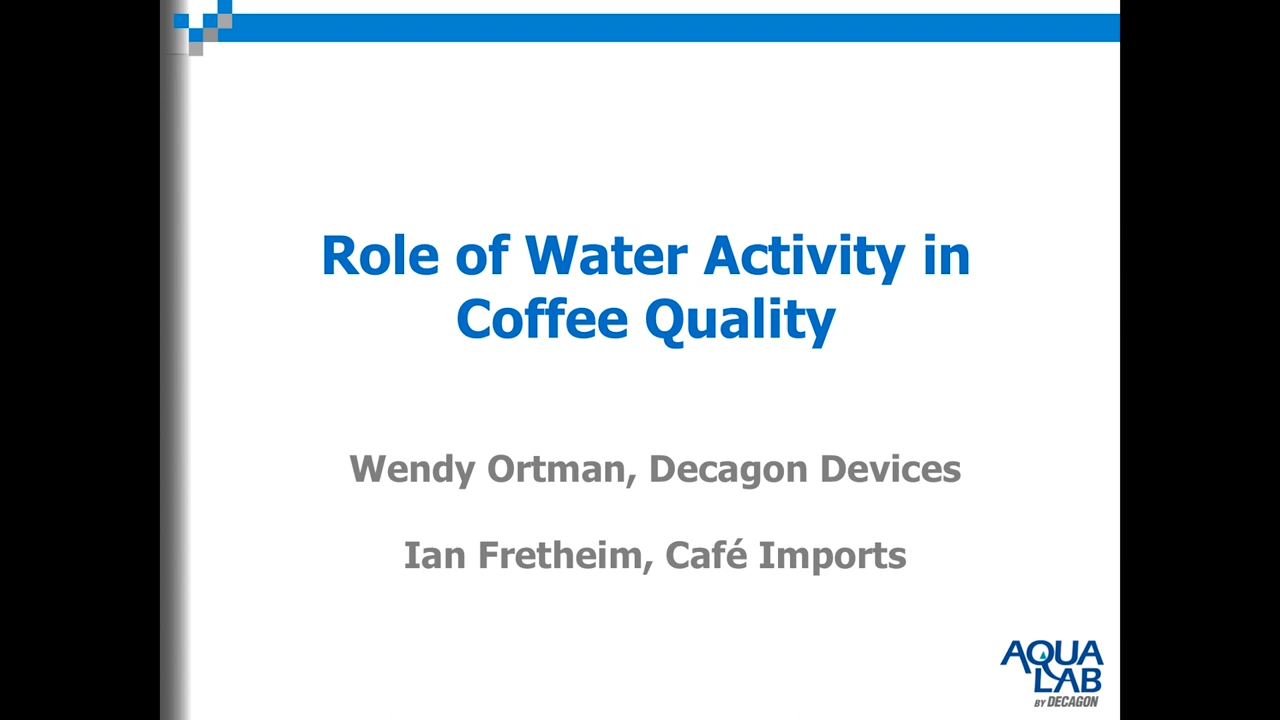 Role of Water Activity in
Coffee Quality
Wendy Ortman, Decagon Devices
Ian Fretheim, Café Imports
AQUA
LAB
BY DECAGON